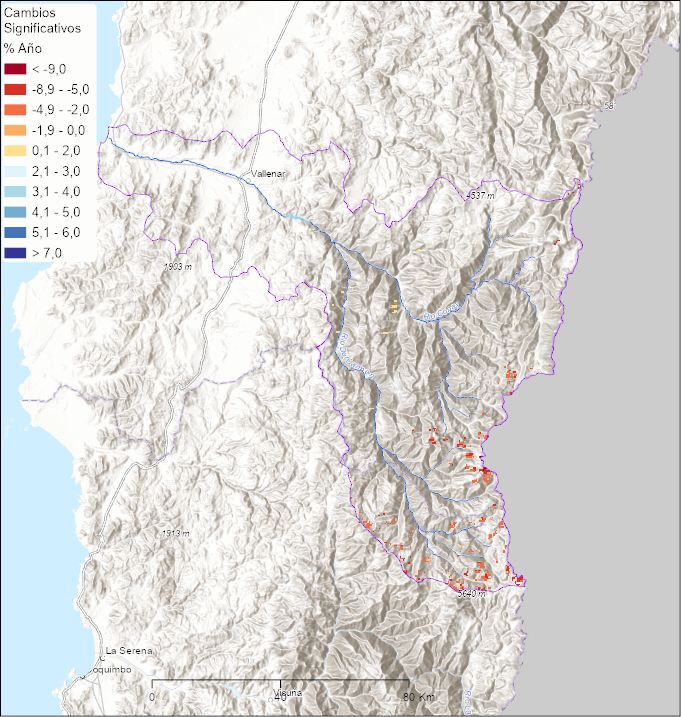 Cambios
Significativos
% Año
< -9,0
-8,9 - -5,0
-4,9 - -2,0
-1,9 - 0,0
0,1 - 2,0
2,1 - 3,0
3,1 - 4,0
4,1 - 5,0
5,1 - 6,0
> 7,0
58
Vallenar
4537 m
1903 m
Río
1913 m
5640 m
La Serena
oquimbo
Vicuña
0 40 80 Km